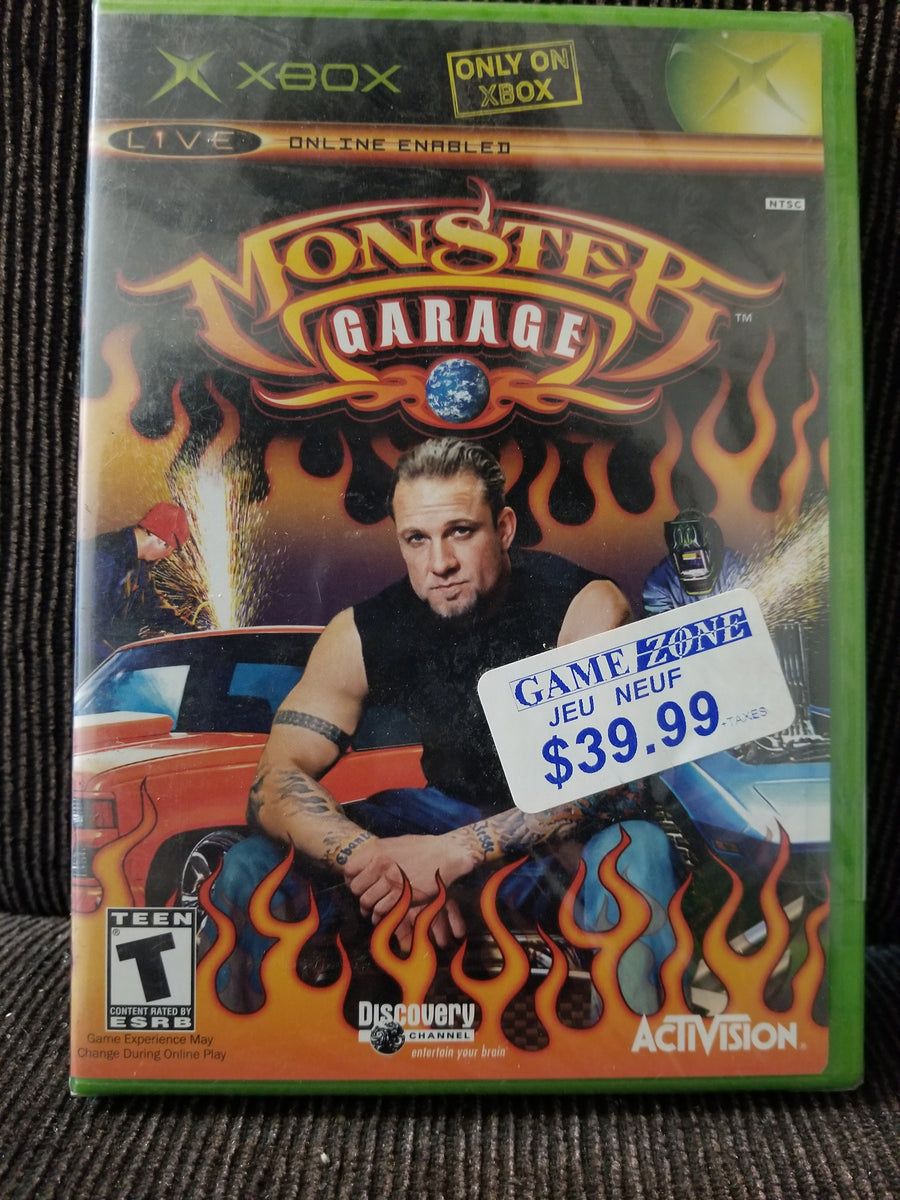 XBOX
ONLY ON
XBOX
LIVE
ONLINE ENABLED
NTSC
MONSTER
GARAGE
TM
GAME ZONE
JEU NEUF
$39.99
+TAXES
TEEN
T
®
CONTENT RATED BY
ESRB
Game Experience May
Change During Online Play
Discovery
CHANNEL
entertain your brain
ACTIVISION